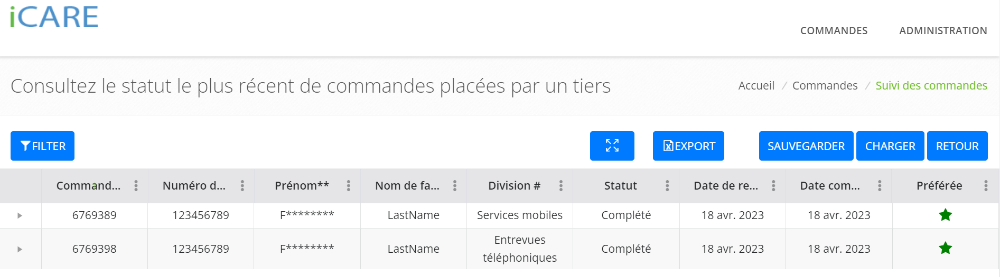 iCARE
COMMANDES ADMINISTRATION
Consultez le statut le plus récent de commandes placées par un tiers Accueil / Commandes / Suivi des commandes
FILTER EXPORT SAUVEGARDER CHARGER RETOUR
Command... Numéro d... Prénom** Nom de fa... Division # Statut Date de re... Date com... Préférée
6769389 123456789 F******** LastName Services mobiles Complété 18 avr. 2023 18 avr. 2023
6769398 123456789 F******** LastName Entrevues téléphoniques Complété 18 avr. 2023 18 avr. 2023